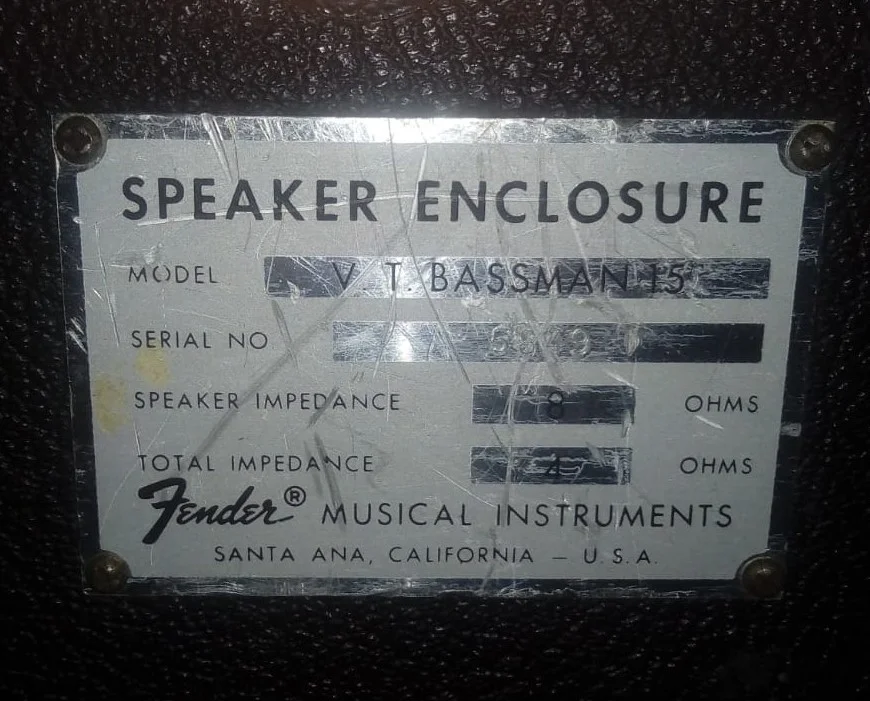 SPEAKER ENCLOSURE
MODEL V. T. BASSMAN 15
SERIAL NO
SPEAKER IMPEDANCE 8 OHMS
TOTAL IMPEDANCE 4 OHMS
Fender® MUSICAL INSTRUMENTS
SANTA ANA, CALIFORNIA — U.S.A.